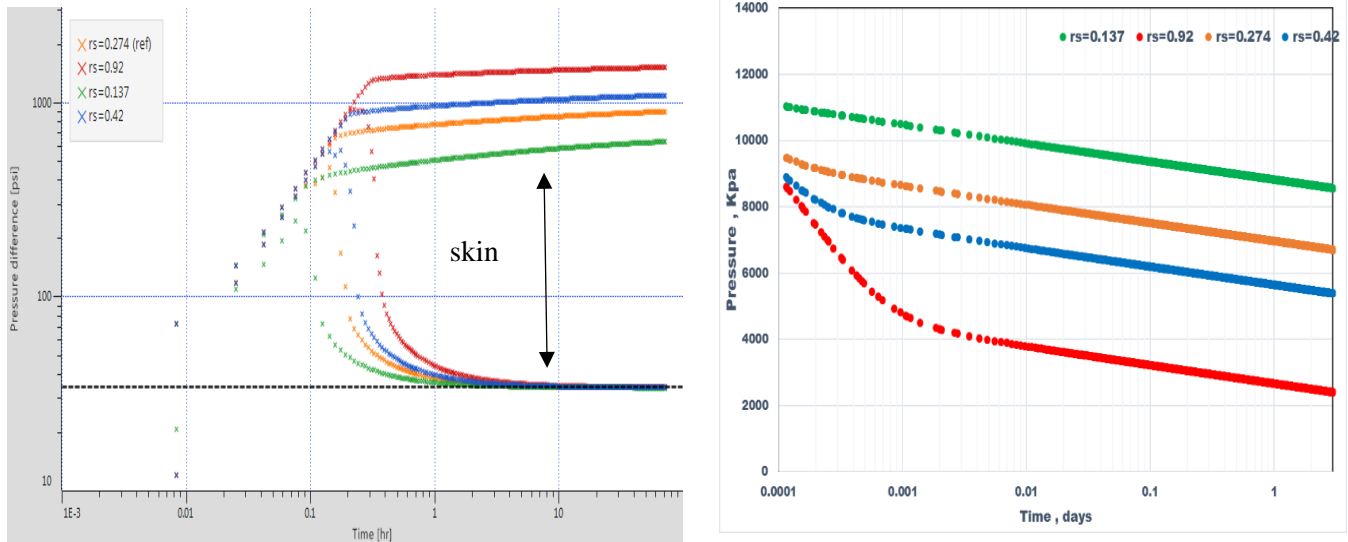 rs=0.274 (ref)
rs=0.92
rs=0.137
rs=0.42
1000
100
10
Pressure difference [psi]
skin
1E-3
0.01
0.1
1
10
Time [hr]
rs=0.137 rs=0.92 rs=0.274 rs=0.42
14000
12000
10000
8000
6000
4000
2000
0
Pressure , Kpa
0.0001
0.001
0.01
0.1
1
Time , days